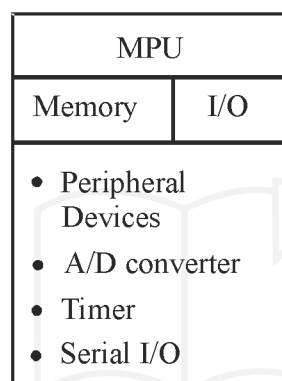 MPU
Memory I/O
• Peripheral
Devices
• A/D converter
• Timer
• Serial I/O